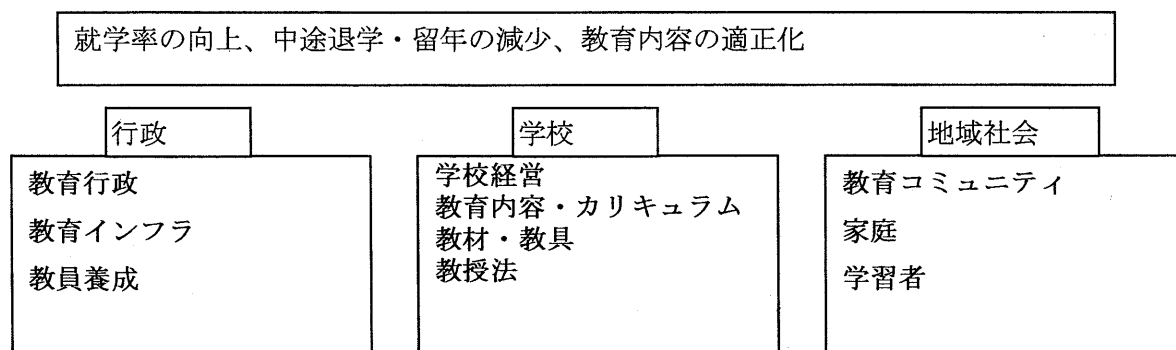 就学率の向上、中途退学・留年の減少、教育内容の適正化
行政
教育行政
教育インフラ
教員養成
学校
学校経営
教育内容・カリキュラム
教材・教具
教授法
地域社会
教育コミュニティ
家庭
学習者